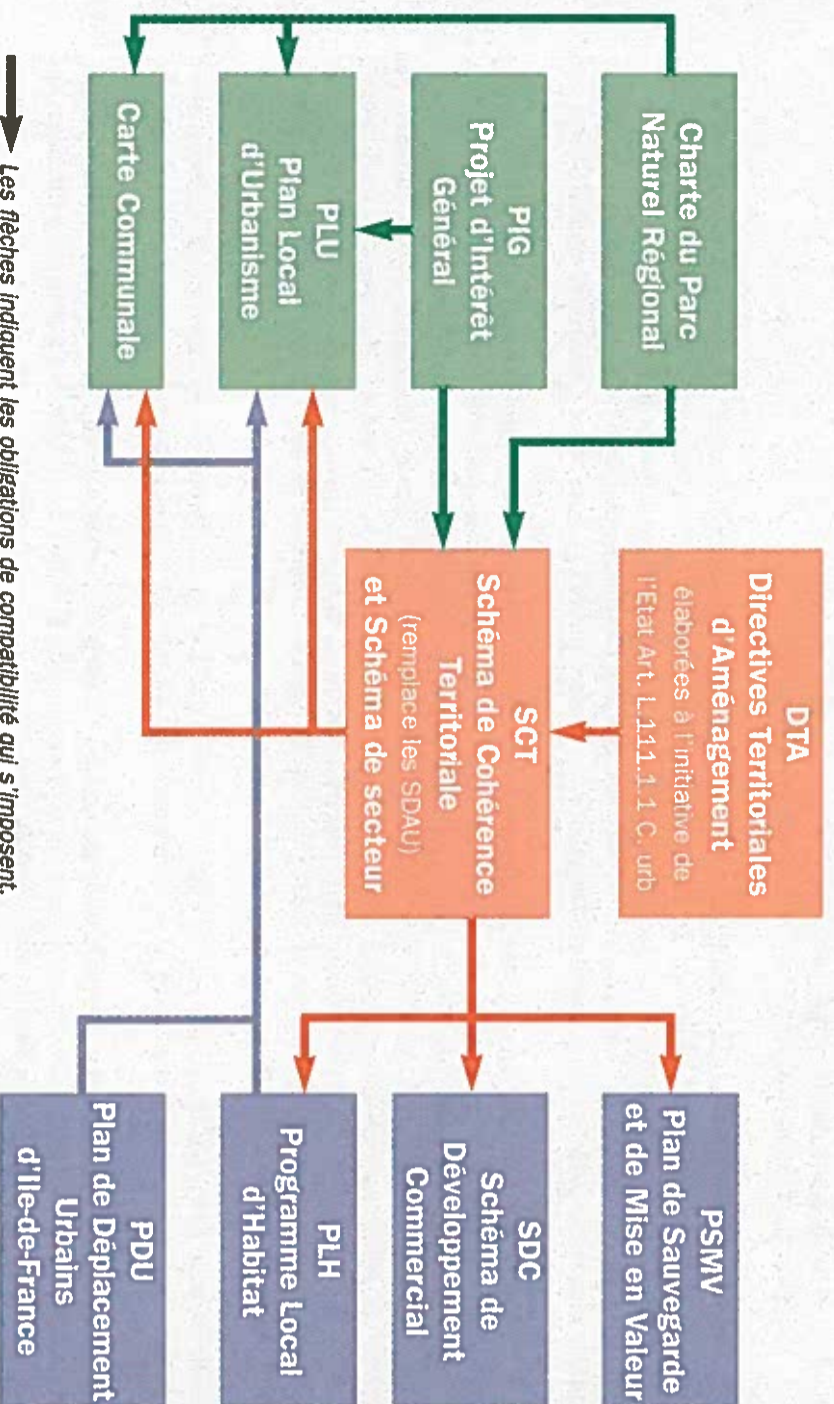 Charte du Parc
Naturel Régional
PIG
Projet d'Intérêt
Général
PLU
Plan Local
d'Urbanisme
Carte Communale
DTA
Directives Territoriales
d'Aménagement
élaborées à l'initiative de
l'Etat Art. L.111.1.1 C. urb
SCT
Schéma de Cohérence
Territoriale
(remplace les SDAU)
et Schéma de secteur
PSMV
Plan de Sauvegarde
et de Mise en Valeur
SDC
Schéma de
Développement
Commercial
PLH
Programme Local
d'Habitat
PDU
Plan de Déplacement
Urbains
d'Ile-de-France
Les flèches indiquent les obligations de compatibilité qui s'imposent.